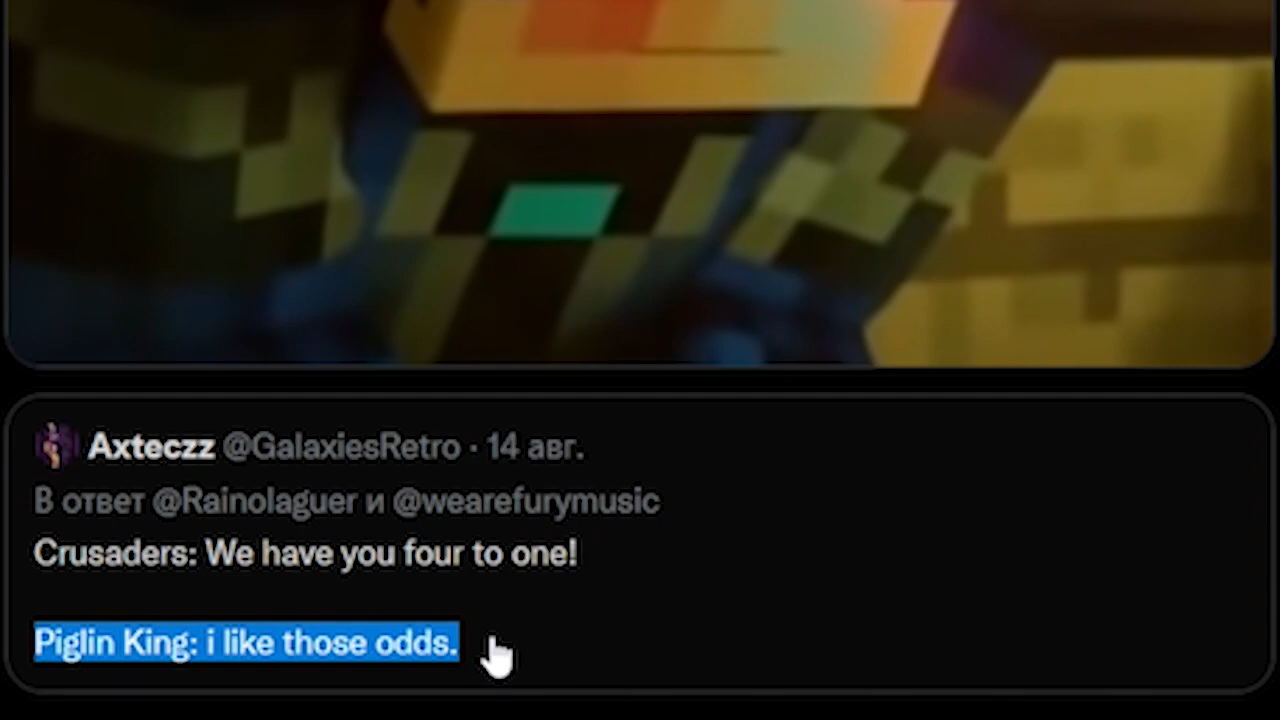 Axteczz @GalaxiesRetro · 14 авг.
В ответ @Rainolaguer и @wearefurymusic
Crusaders: We have you four to one!
Piglin King: i like those odds.